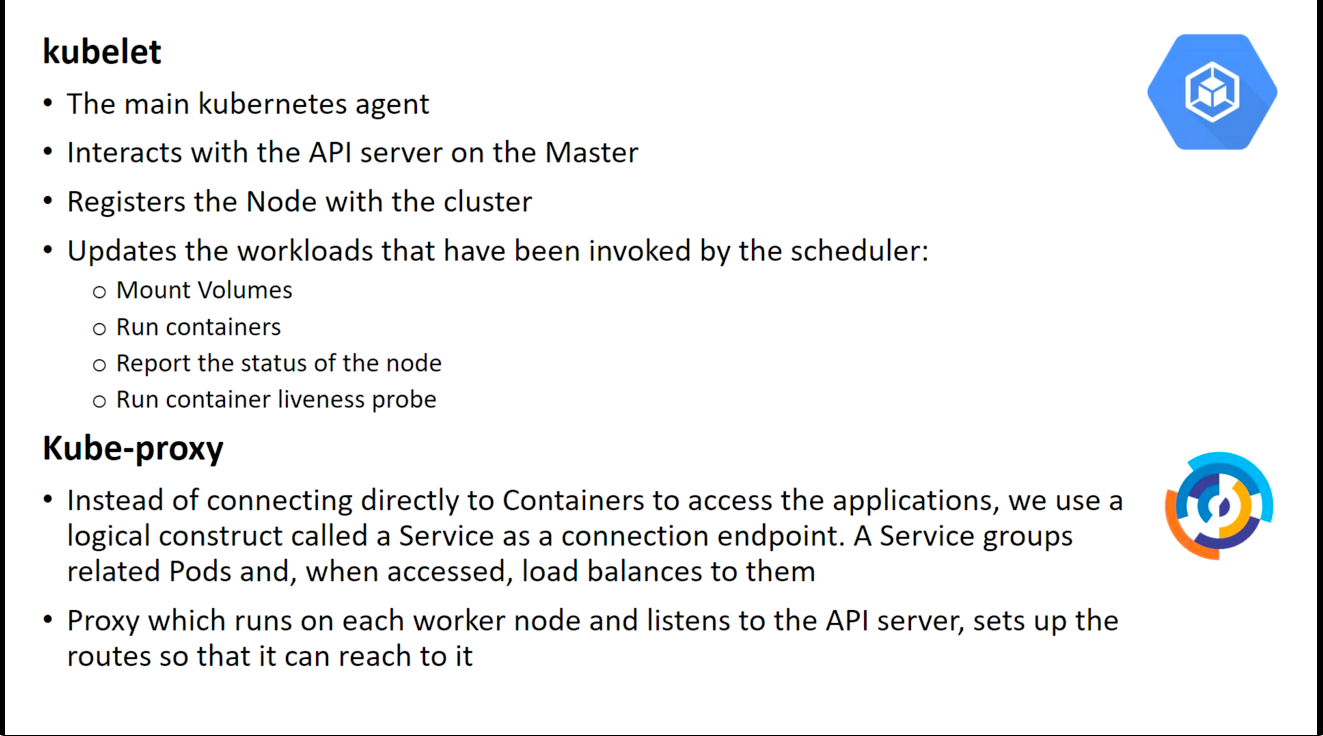 kubelet
• The main kubernetes agent
• Interacts with the API server on the Master
• Registers the Node with the cluster
• Updates the workloads that have been invoked by the scheduler:
o Mount Volumes
o Run containers
o Report the status of the node
o Run container liveness probe
Kube-proxy
• Instead of connecting directly to Containers to access the applications, we use a
logical construct called a Service as a connection endpoint. A Service groups
related Pods and, when accessed, load balances to them
• Proxy which runs on each worker node and listens to the API server, sets up the
routes so that it can reach to it